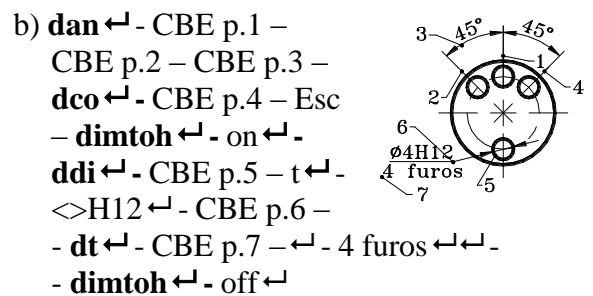 b) dan ↵ - CBE p.1 –
CBE p.2 – CBE p.3 –
dco ↵ - CBE p.4 – Esc
– dimtoh ↵ - on ↵ -
ddi ↵ - CBE p.5 – t ↵ -
<>H12 ↵ - CBE p.6 –
- dt ↵ - CBE p.7 – ↵ - 4 furos ↵↵ -
- dimtoh ↵ - off ↵
3
45°
45°
1
2
4
6
ø4H12
4 furos
5
7